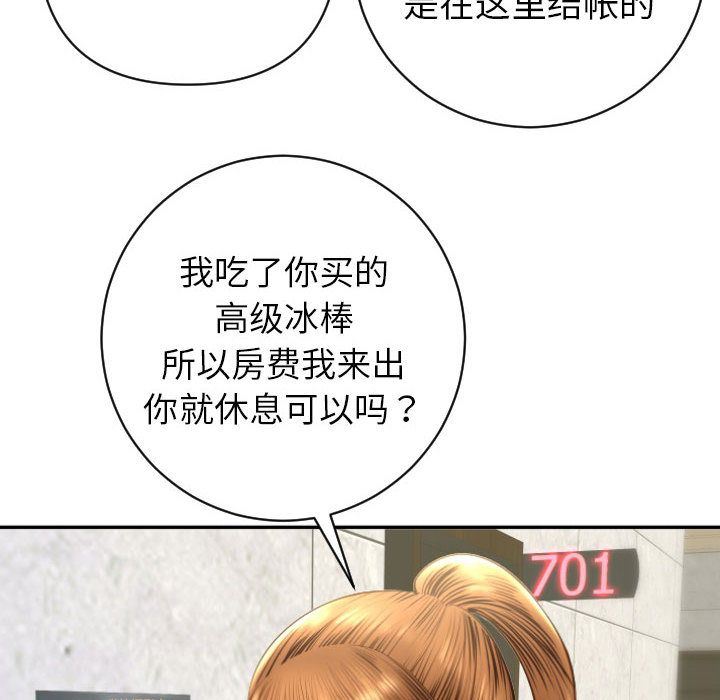 是在这里结帐的
我吃了你买的
高级冰棒
所以房费我来出
你就休息可以吗？
701